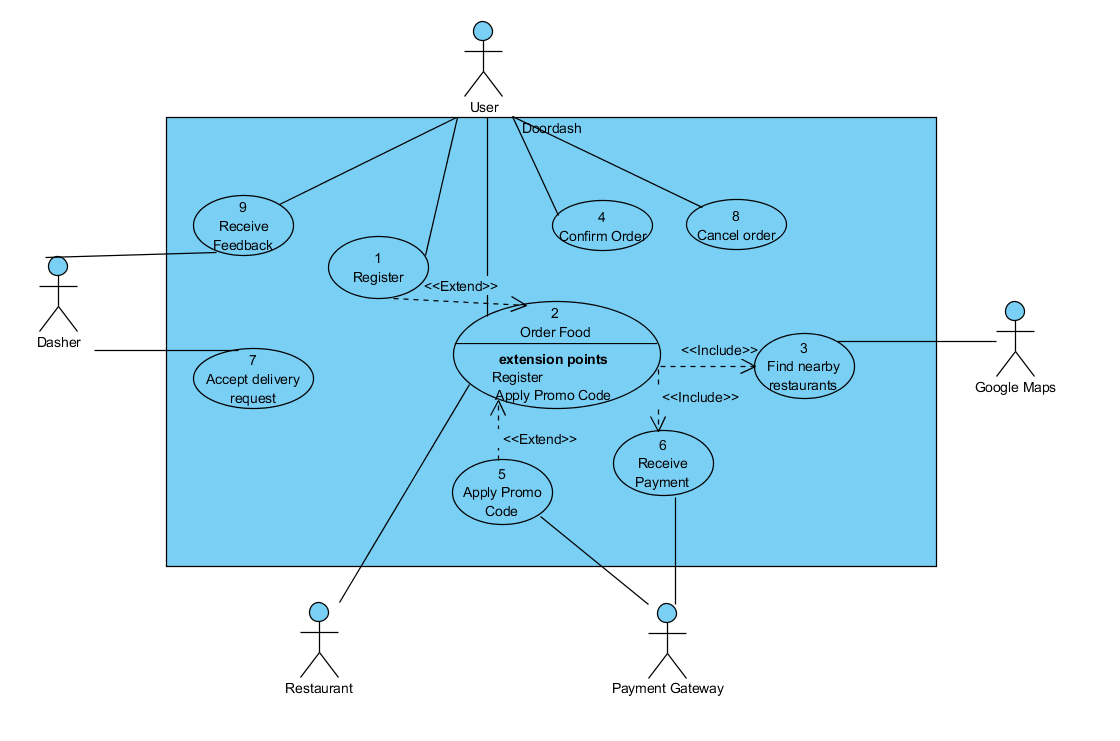 User
Doordash
9
Receive
Feedback
1
Register
4
Confirm Order
8
Cancel order
<<Extend>>
2
Order Food
extension points
Register
Apply Promo Code
<<Include>>
3
Find nearby
restaurants
<<Include>>
Dasher
7
Accept delivery
request
Google Maps
<<Extend>>
6
Receive
Payment
5
Apply Promo
Code
Restaurant
Payment Gateway